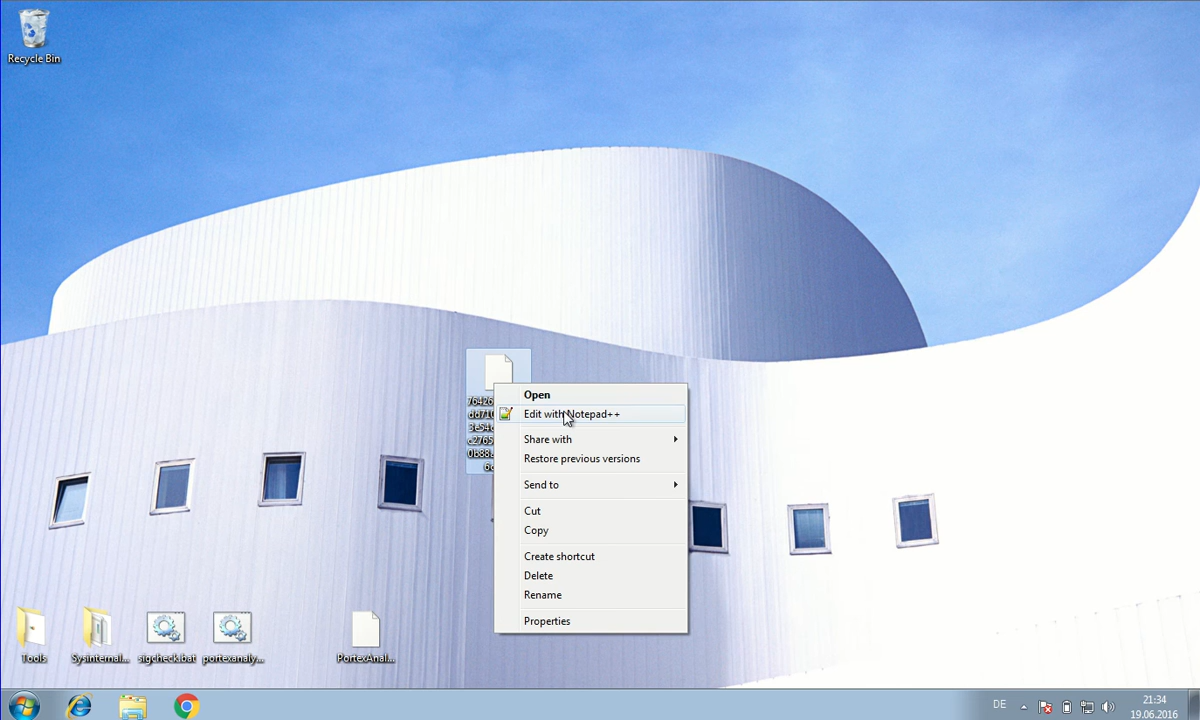 Recycle Bin
Open
Edit with Notepad++
Share with
Restore previous versions
Send to
Cut
Copy
Create shortcut
Delete
Rename
Properties
Tools
Sysinternal...
sigcheck.bat
portexanaly...
PortexAnal...
DE
21:34
19.06.2016